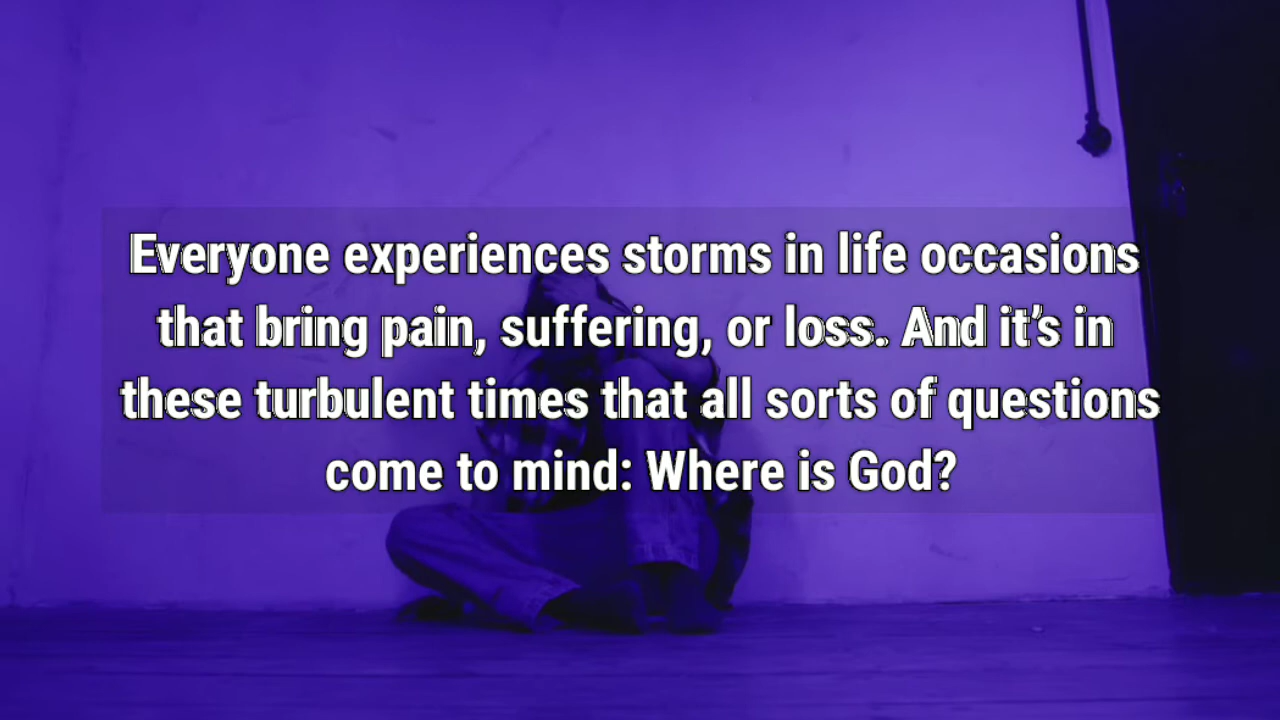 Everyone experiences storms in life occasions
that bring pain, suffering, or loss. And it’s in
these turbulent times that all sorts of questions
come to mind: Where is God?